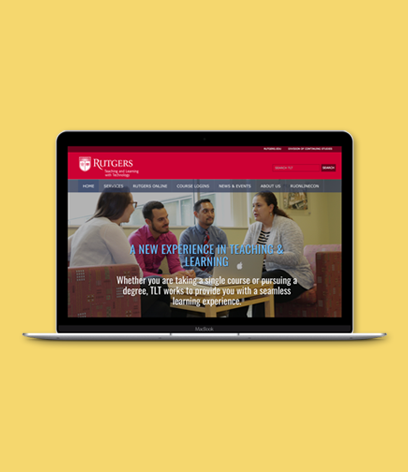 RUTGERS.EDU DIVISION OF CONTINUING STUDIES
RUTGERS
Teaching and Learning
with Technology
SEARCH TLT SEARCH
HOME SERVICES RUTGERS ONLINE COURSE LOGINS NEWS & EVENTS ABOUT US RUONLINECON
A NEW EXPERIENCE IN TEACHING &
LEARNING
Whether you are taking a single course or pursuing a
degree, TLT works to provide you with a seamless
learning experience.
MacBook